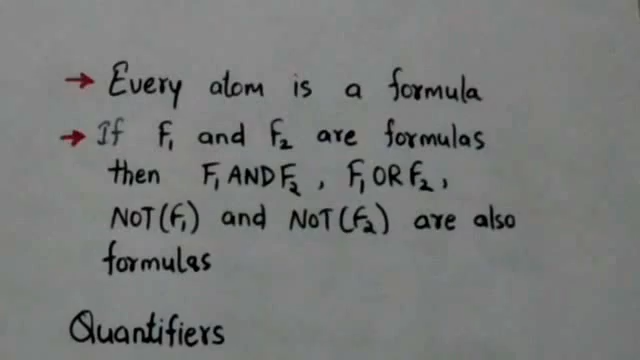 → Every atom is a formula
→ If F₁ and F₂ are formulas
then F₁ AND F₂, F₁ OR F₂,
NOT(F₁) and NOT(F₂) are also
formulas
Quantifiers